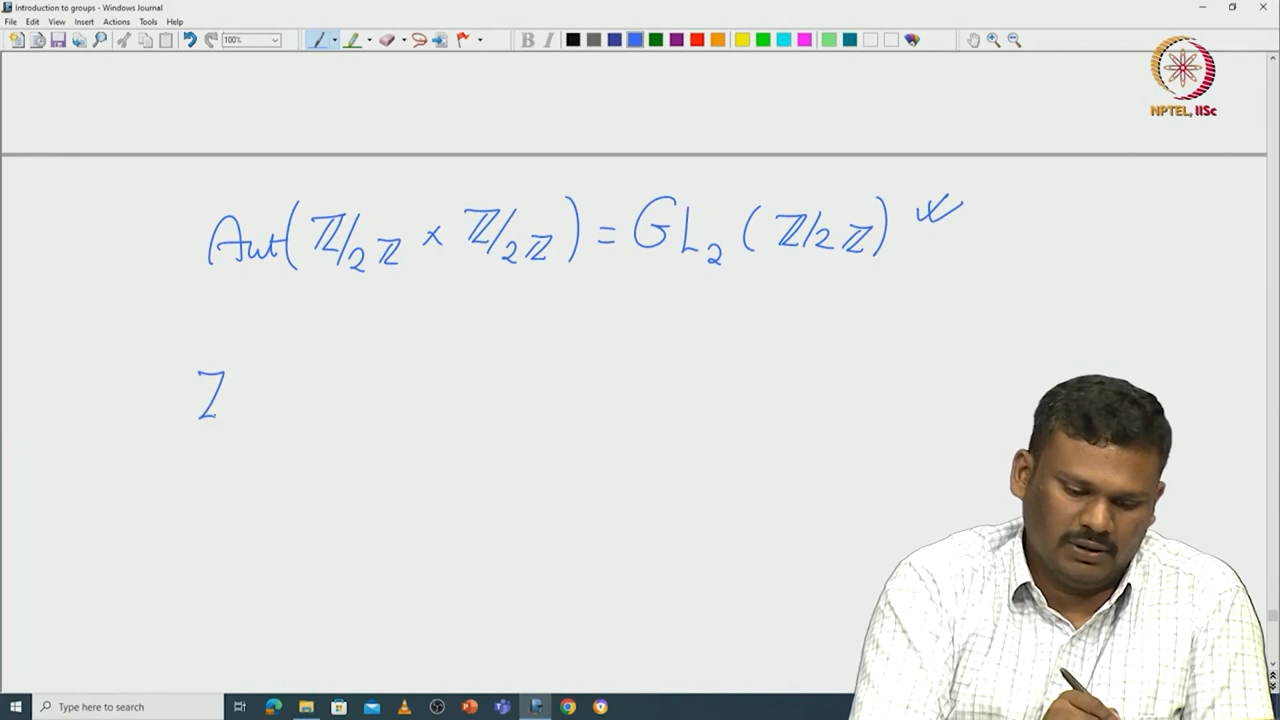 Introduction to groups - Windows Journal
File Edit View Insert Actions Tools Help
100% B I
NPTEL, IISc
Aut(ℤ/2ℤ × ℤ/2ℤ) = GL₂(ℤ/2ℤ)
Z
Type here to search